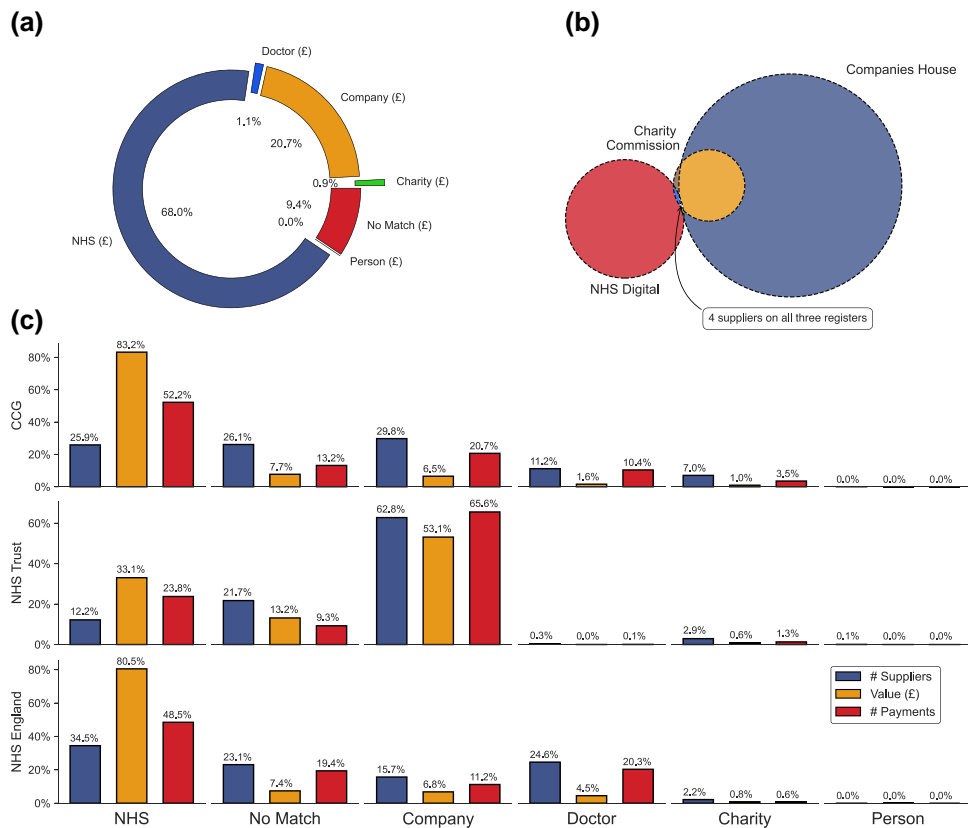 (a)
Doctor (£)
Company (£)
1.1%
20.7%
0.9%
Charity (£)
9.4%
0.0%
68.0%
No Match (£)
NHS (£)
Person (£)
(b)
Companies House
Charity
Commission
NHS Digital
4 suppliers on all three registers
(c)
CCG
80%
60%
40%
20%
0%
25.9%
83.2%
52.2%
26.1%
7.7%
13.2%
29.8%
6.5%
20.7%
11.2%
1.6%
10.4%
7.0%
1.0%
3.5%
0.0%
0.0%
0.0%
NHS Trust
60%
40%
20%
0%
12.2%
33.1%
23.8%
21.7%
13.2%
9.3%
62.8%
53.1%
65.6%
0.3%
0.0%
0.1%
2.9%
0.6%
1.3%
0.1%
0.0%
0.0%
NHS England
80%
60%
40%
20%
0%
34.5%
80.5%
48.5%
23.1%
7.4%
19.4%
15.7%
6.8%
11.2%
24.6%
4.5%
20.3%
2.2%
0.8%
0.6%
0.0%
0.0%
0.0%
# Suppliers
Value (£)
# Payments
NHS
No Match
Company
Doctor
Charity
Person